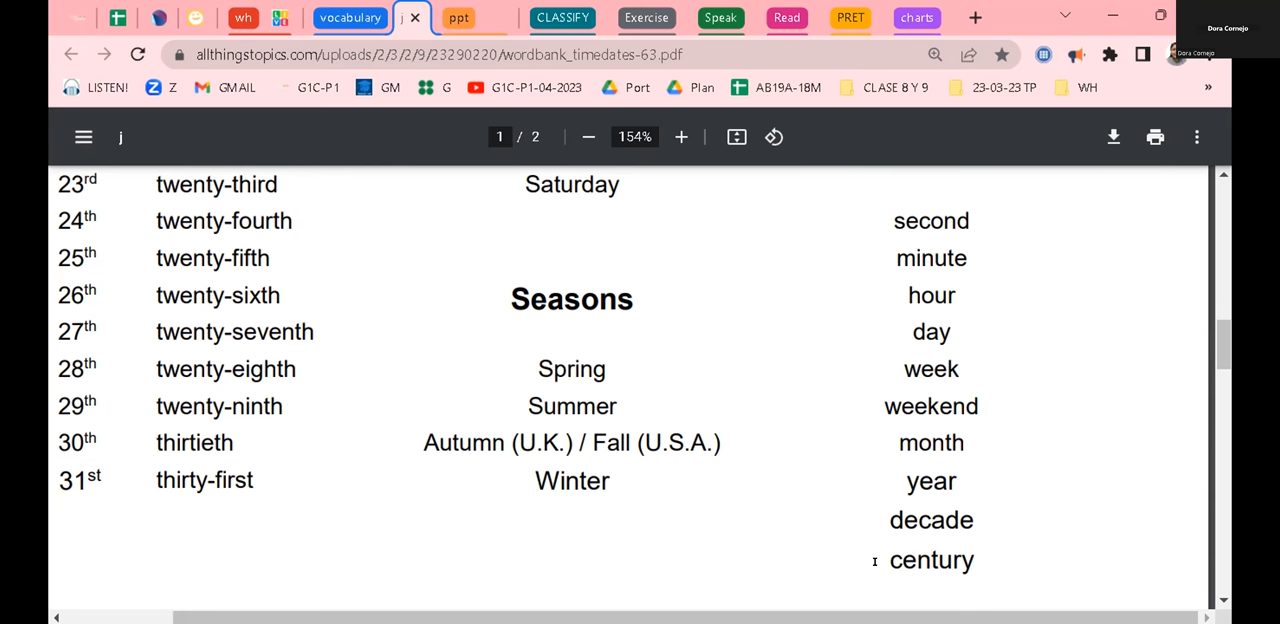 wh vocabulary j ppt CLASSIFY Exercise Speak Read PRET charts
Dora Cornejo
Dora Cornejo
allthingstopics.com/uploads/2/3/2/9/23290220/wordbank_timedates-63.pdf
LISTEN! Z GMAIL G1C-P1 GM G G1C-P1-04-2023 Port Plan AB19A-18M CLASE 8 Y 9 23-03-23 TP WH »
j 1 / 2 154%
23rd twenty-third Saturday
24th twenty-fourth second
25th twenty-fifth minute
26th twenty-sixth Seasons hour
27th twenty-seventh day
28th twenty-eighth Spring week
29th twenty-ninth Summer weekend
30th thirtieth Autumn (U.K.) / Fall (U.S.A.) month
31st thirty-first Winter year
decade
century